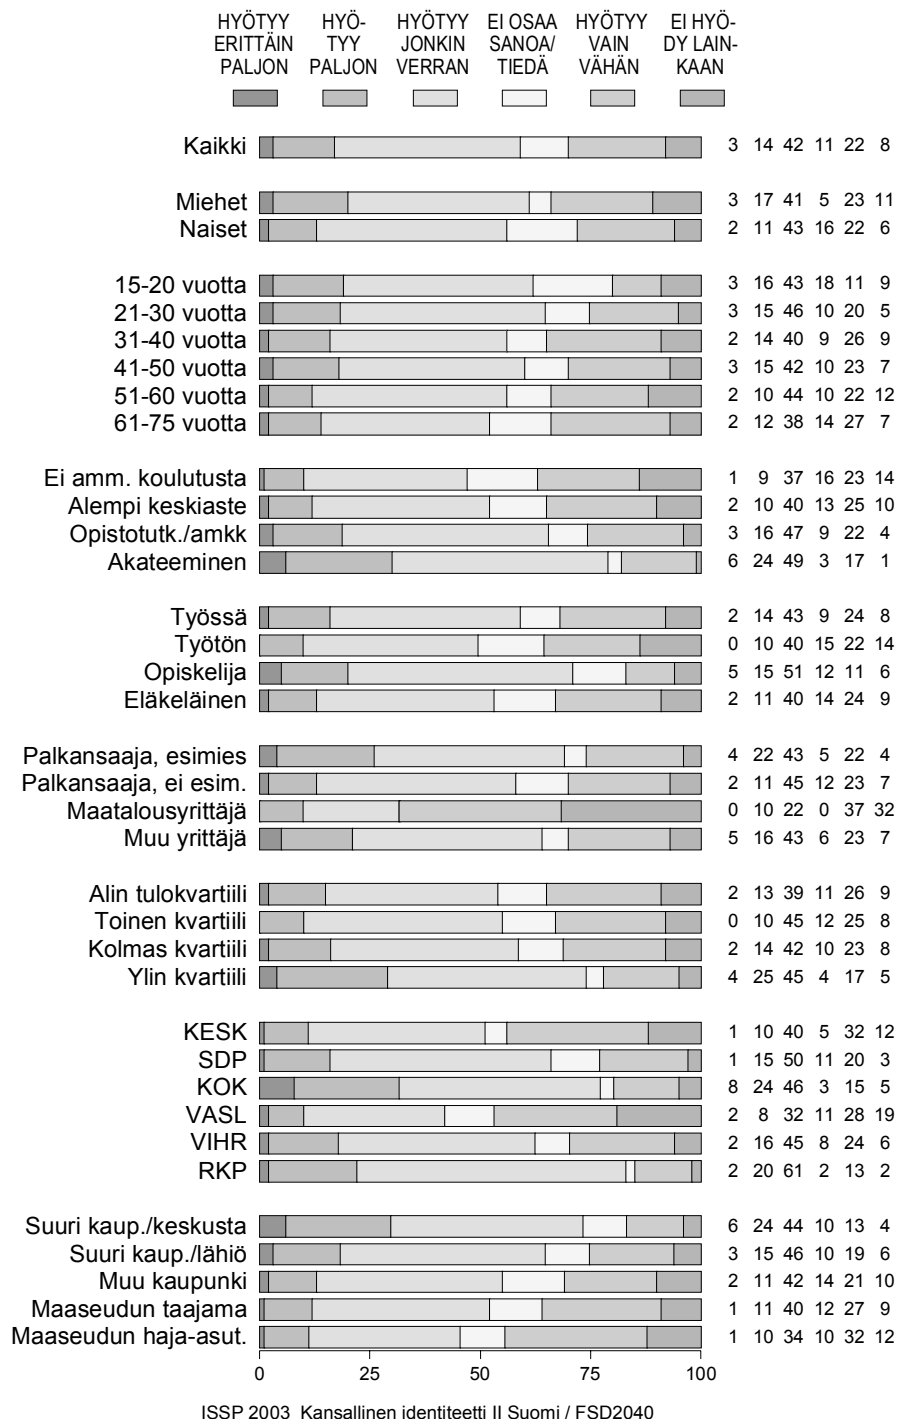 HYÖTYY HYÖ- HYÖTYY EI OSAA HYÖTYY EI HYÖ-
ERITTÄIN TYY JONKIN SANOA/ VAIN DY LAIN-
PALJON PALJON VERRAN TIEDÄ VÄHÄN KAAN
Kaikki 3 14 42 11 22 8
Miehet 3 17 41 5 23 11
Naiset 2 11 43 16 22 6
15-20 vuotta 3 16 43 18 11 9
21-30 vuotta 3 15 46 10 20 5
31-40 vuotta 2 14 40 9 26 9
41-50 vuotta 3 15 42 10 23 7
51-60 vuotta 2 10 44 10 22 12
61-75 vuotta 2 12 38 14 27 7
Ei amm. koulutusta 1 9 37 16 23 14
Alempi keskiaste 2 10 40 13 25 10
Opistotutk./amkk 3 16 47 9 22 4
Akateeminen 6 24 49 3 17 1
Työssä 2 14 43 9 24 8
Työtön 0 10 40 15 22 14
Opiskelija 5 15 51 12 11 6
Eläkeläinen 2 11 40 14 24 9
Palkansaaja, esimies 4 22 43 5 22 4
Palkansaaja, ei esim. 2 11 45 12 23 7
Maatalousyrittäjä 0 10 22 0 37 32
Muu yrittäjä 5 16 43 6 23 7
Alin tulokvartiili 2 13 39 11 26 9
Toinen kvartiili 0 10 45 12 25 8
Kolmas kvartiili 2 14 42 10 23 8
Ylin kvartiili 4 25 45 4 17 5
KESK 1 10 40 5 32 12
SDP 1 15 50 11 20 3
KOK 8 24 46 3 15 5
VASL 2 8 32 11 28 19
VIHR 2 16 45 8 24 6
RKP 2 20 61 2 13 2
Suuri kaup./keskusta 6 24 44 10 13 4
Suuri kaup./lähiö 3 15 46 10 19 6
Muu kaupunki 2 11 42 14 21 10
Maaseudun taajama 1 11 40 12 27 9
Maaseudun haja-asut. 1 10 34 10 32 12
0 25 50 75 100
ISSP 2003 Kansallinen identiteetti II Suomi / FSD2040